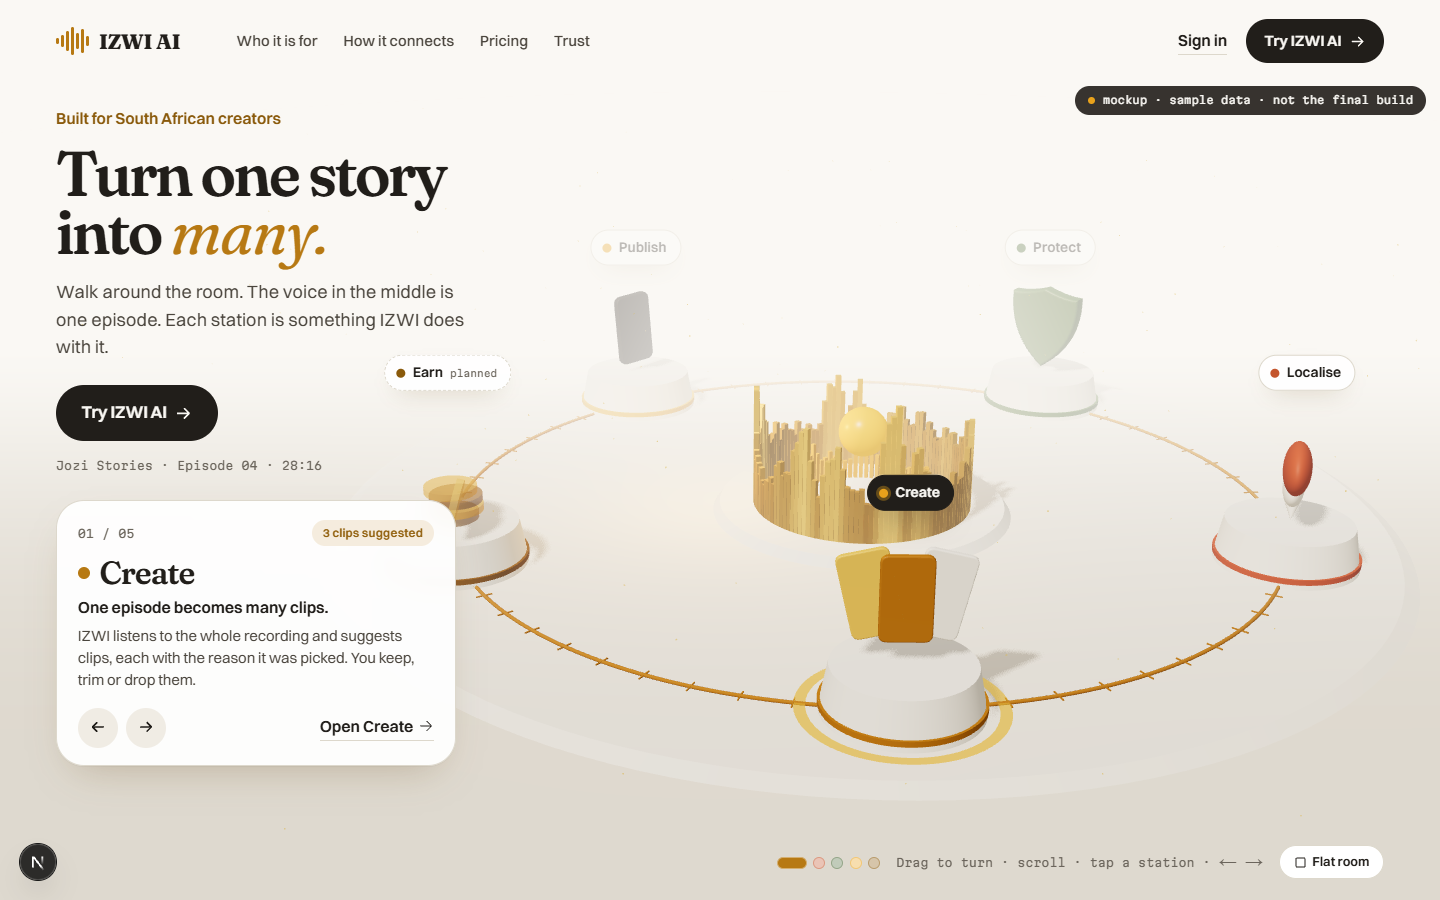 IZWI AI
Who it is for
How it connects
Pricing
Trust
Sign in
Try IZWI AI →
mockup · sample data · not the final build
Built for South African creators
Turn one story
into many.
Walk around the room. The voice in the middle is
one episode. Each station is something IZWI does
with it.
Try IZWI AI →
Jozi Stories · Episode 04 · 28:16
Publish
Protect
Earn planned
Localise
Create
01 / 05
3 clips suggested
Create
One episode becomes many clips.
IZWI listens to the whole recording and suggests
clips, each with the reason it was picked. You keep,
trim or drop them.
← →
Open Create →
N
Drag to turn · scroll · tap a station · ← →
Flat room